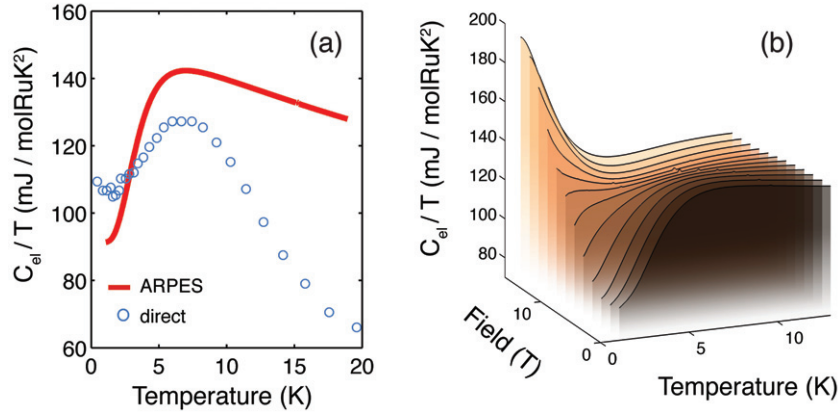 (a)
C_el / T (mJ / molRuK²)
160
140
120
100
80
60
ARPES
direct
0
5
10
15
20
Temperature (K)
(b)
C_el / T (mJ / molRuK²)
200
180
160
140
120
100
80
10
0
Field (T)
0
5
10
Temperature (K)